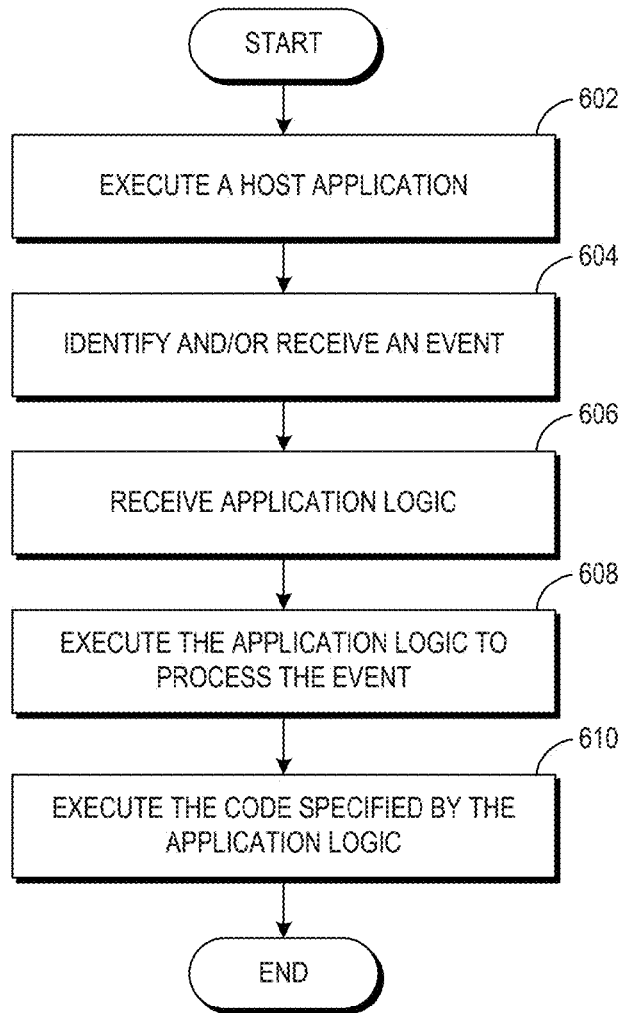 START
602
EXECUTE A HOST APPLICATION
604
IDENTIFY AND/OR RECEIVE AN EVENT
606
RECEIVE APPLICATION LOGIC
608
EXECUTE THE APPLICATION LOGIC TO
PROCESS THE EVENT
610
EXECUTE THE CODE SPECIFIED BY THE
APPLICATION LOGIC
END